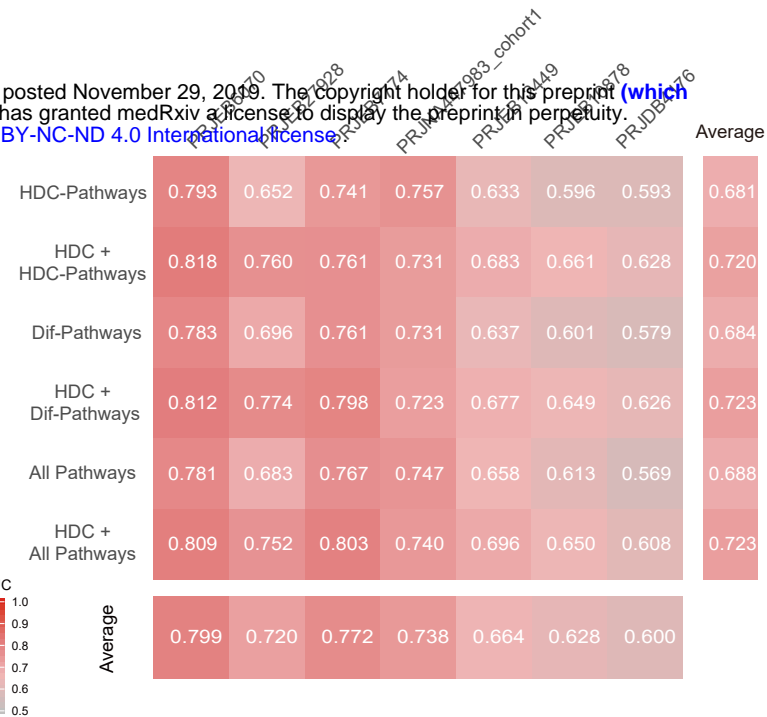 posted November 29, 2019. The copyright holder for this preprint (which
has granted medRxiv a license to display the preprint in perpetuity.
BY-NC-ND 4.0 International license
_cohort1
Average
HDC-Pathways 0.793 0.652 0.741 0.757 0.633 0.596 0.593 0.681
HDC +
HDC-Pathways 0.818 0.760 0.761 0.731 0.683 0.661 0.628 0.720
Dif-Pathways 0.783 0.696 0.761 0.731 0.637 0.601 0.579 0.684
HDC +
Dif-Pathways 0.812 0.774 0.798 0.723 0.677 0.649 0.626 0.723
All Pathways 0.781 0.683 0.767 0.747 0.658 0.613 0.569 0.688
HDC +
All Pathways 0.809 0.752 0.803 0.740 0.696 0.650 0.608 0.723
C
1.0
0.9
0.8
0.7
0.6
0.5
Average 0.799 0.720 0.772 0.738 0.664 0.628 0.600